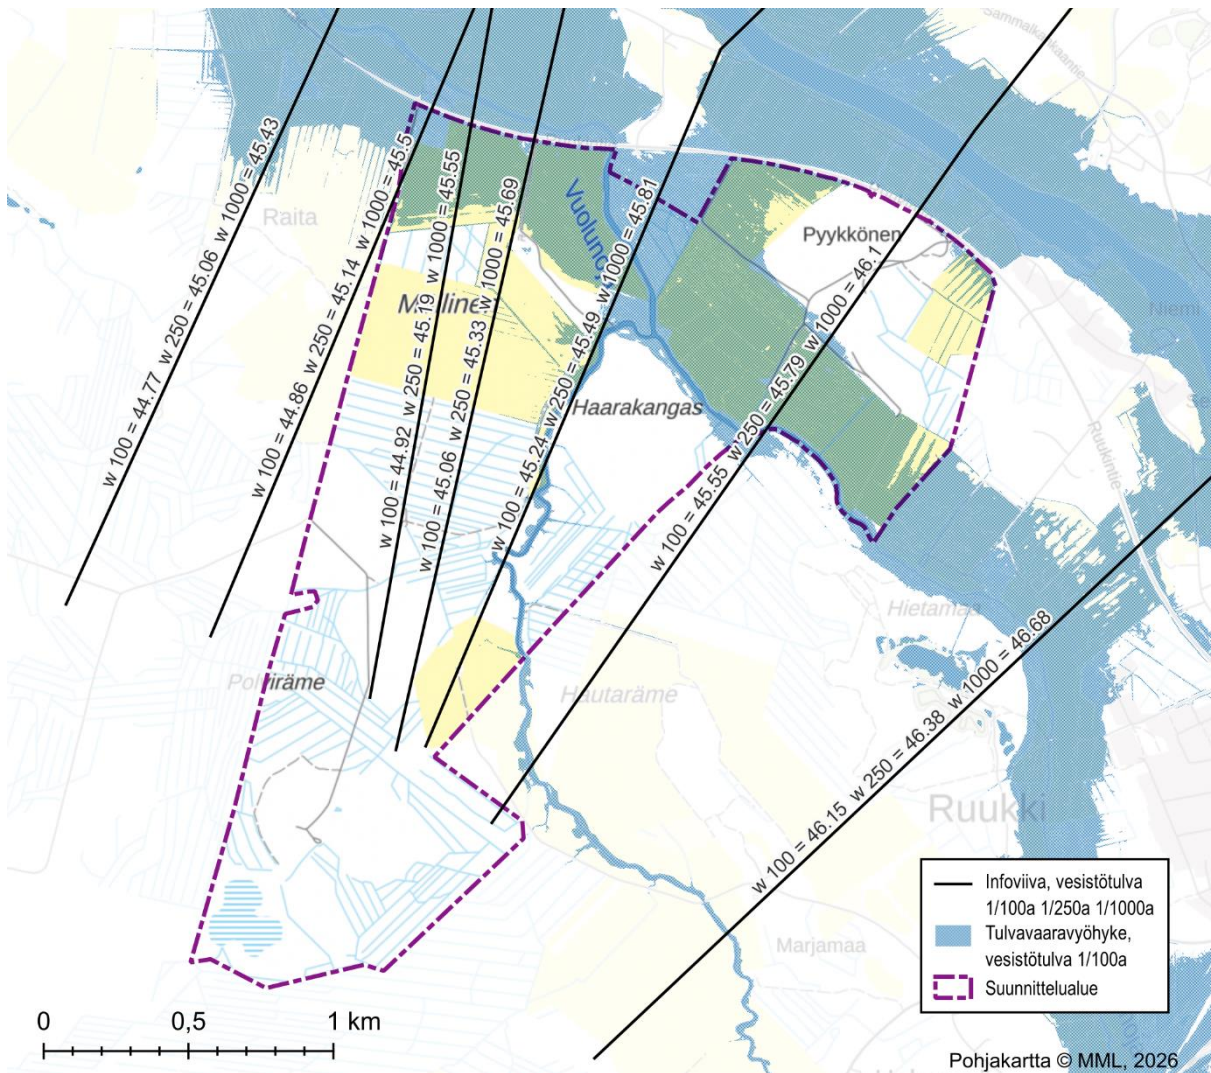 Sammalkankaantie
Raita
Vuoluno
Pyykkönen
Niemi
w 100 = 44.77 w 250 = 45.06 w 1000 = 45.43
w 100 = 44.86 w 250 = 45.14 w 1000 = 45.5
w 100 = 44.92 w 250 = 45.19 w 1000 = 45.55
w 100 = 45.06 w 250 = 45.33 w 1000 = 45.69
w 100 = 45.24 w 250 = 45.49 w 1000 = 45.81
w 100 = 45.55 w 250 = 45.79 w 1000 = 46.1
w 100 = 46.15 w 250 = 46.38 w 1000 = 46.68
Haarakangas
Ruukintie
Hietamaa
Hautaräme
Ruukki
Marjamaa
Infoviiva, vesistötulva
1/100a 1/250a 1/1000a
Tulvavaaravyöhyke,
vesistötulva 1/100a
Suunnittelualue
0 0,5 1 km
Pohjakartta © MML, 2026